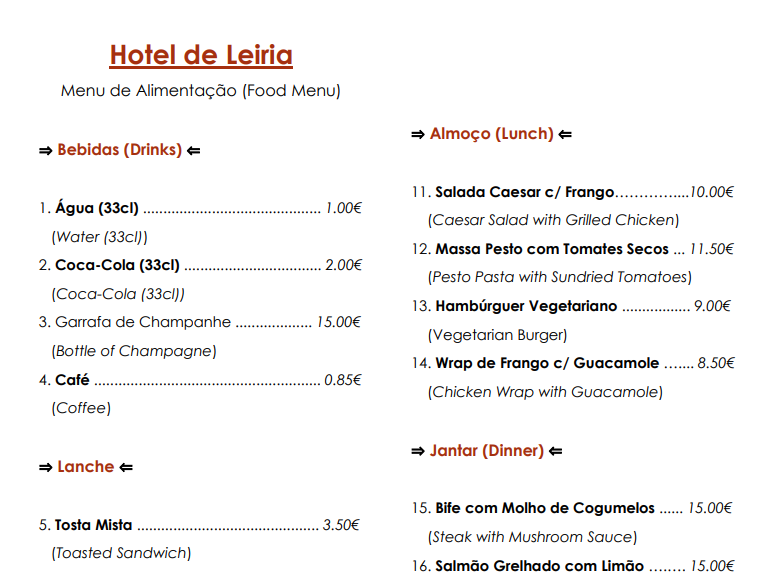 Hotel de Leiria
Menu de Alimentação (Food Menu)
⇒ Bebidas (Drinks) ⇐
1. Água (33cl) ............................................ 1.00€
(Water (33cl))
2. Coca-Cola (33cl) .................................. 2.00€
(Coca-Cola (33cl))
3. Garrafa de Champanhe ................... 15.00€
(Bottle of Champagne)
4. Café ........................................................ 0.85€
(Coffee)
⇒ Lanche ⇐
5. Tosta Mista ............................................. 3.50€
(Toasted Sandwich)
⇒ Almoço (Lunch) ⇐
11. Salada Caesar c/ Frango…………....10.00€
(Caesar Salad with Grilled Chicken)
12. Massa Pesto com Tomates Secos ... 11.50€
(Pesto Pasta with Sundried Tomatoes)
13. Hambúrguer Vegetariano ................. 9.00€
(Vegetarian Burger)
14. Wrap de Frango c/ Guacamole ….... 8.50€
(Chicken Wrap with Guacamole)
⇒ Jantar (Dinner) ⇐
15. Bife com Molho de Cogumelos ...... 15.00€
(Steak with Mushroom Sauce)
16. Salmão Grelhado com Limão ….…. 15.00€